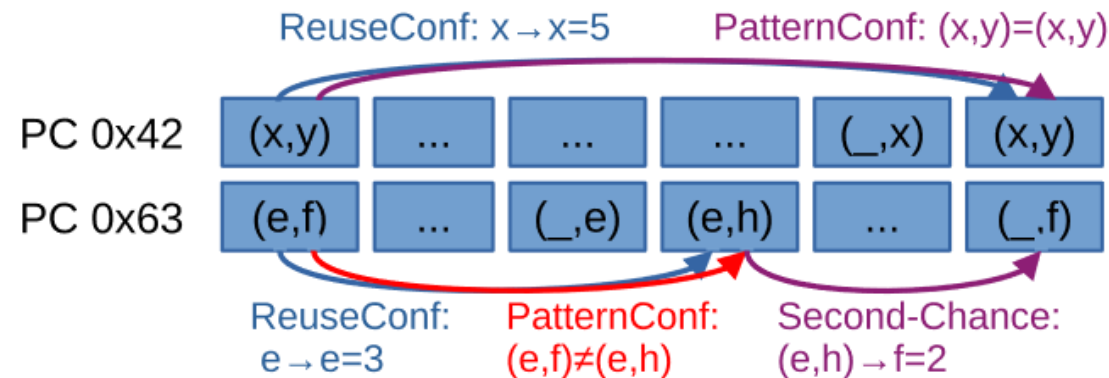 ReuseConf: x→x=5 PatternConf: (x,y)=(x,y)
PC 0x42 (x,y) ... ... ... (_,x) (x,y)
PC 0x63 (e,f) ... (_,e) (e,h) ... (_,f)
ReuseConf: PatternConf: Second-Chance:
e→e=3 (e,f)≠(e,h) (e,h)→f=2